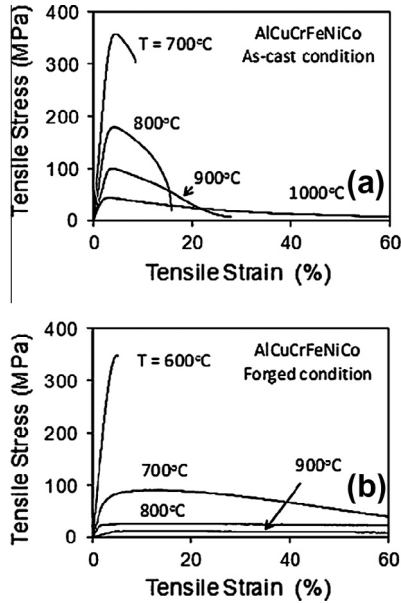 400
300
200
100
0
0 20 40 60
Tensile Stress (MPa)
Tensile Strain (%)
AlCuCrFeNiCo
As-cast condition
T = 700°C
800°C
900°C
1000°C
(a)
400
300
200
100
0
0 20 40 60
Tensile Stress (MPa)
Tensile Strain (%)
AlCuCrFeNiCo
Forged condition
T = 600°C
900°C
700°C
800°C
(b)